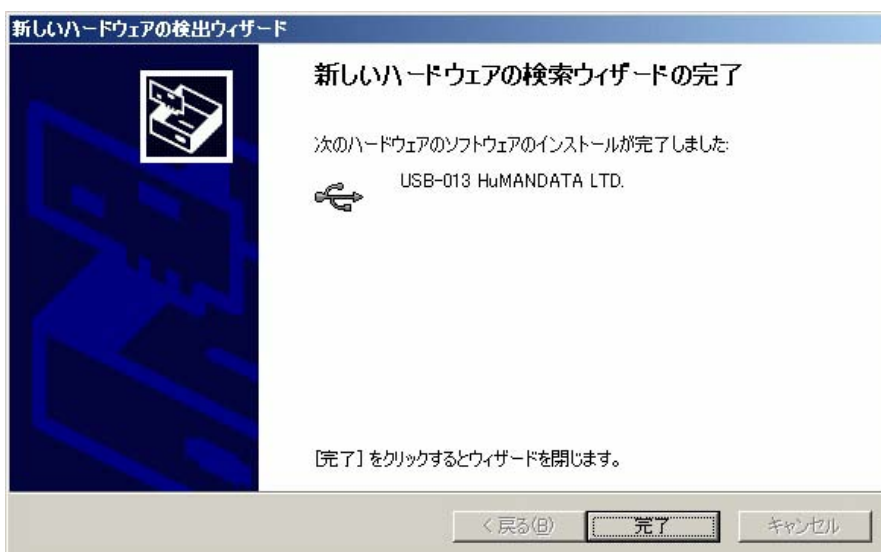 新しいハードウェアの検出ウィザード
新しいハードウェアの検索ウィザードの完了
次のハードウェアのソフトウェアのインストールが完了しました:
USB-013 HuMANDATA LTD.
[完了] をクリックするとウィザードを閉じます。
< 戻る(B)
完了
キャンセル